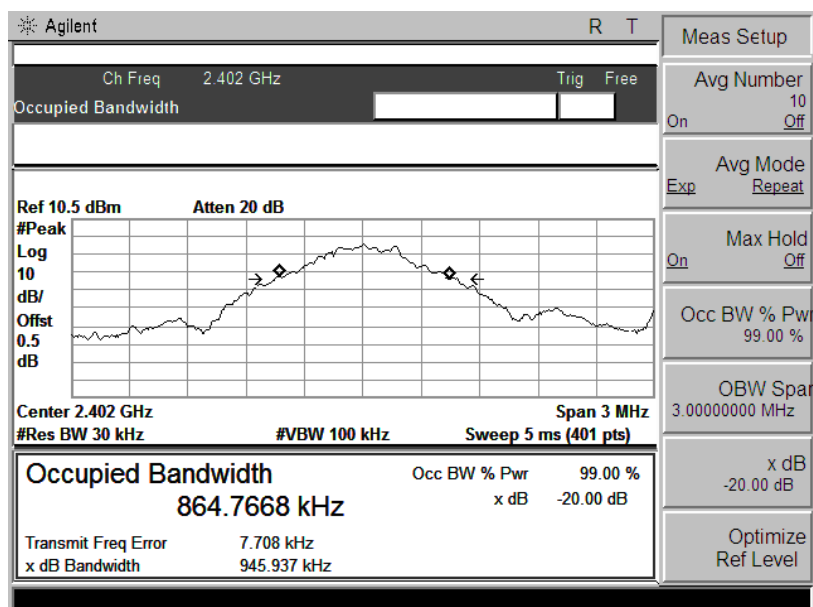 Agilent
R T
Ch Freq 2.402 GHz Trig Free
Occupied Bandwidth
Ref 10.5 dBm Atten 20 dB
#Peak
Log
10
dB/
Offst
0.5
dB
Center 2.402 GHz Span 3 MHz
#Res BW 30 kHz #VBW 100 kHz Sweep 5 ms (401 pts)
Occupied Bandwidth
864.7668 kHz
Occ BW % Pwr 99.00 %
x dB -20.00 dB
Transmit Freq Error 7.708 kHz
x dB Bandwidth 945.937 kHz
Meas Setup
Avg Number
10
On Off
Avg Mode
Exp Repeat
Max Hold
On Off
Occ BW % Pwr
99.00 %
OBW Span
3.00000000 MHz
x dB
-20.00 dB
Optimize
Ref Level